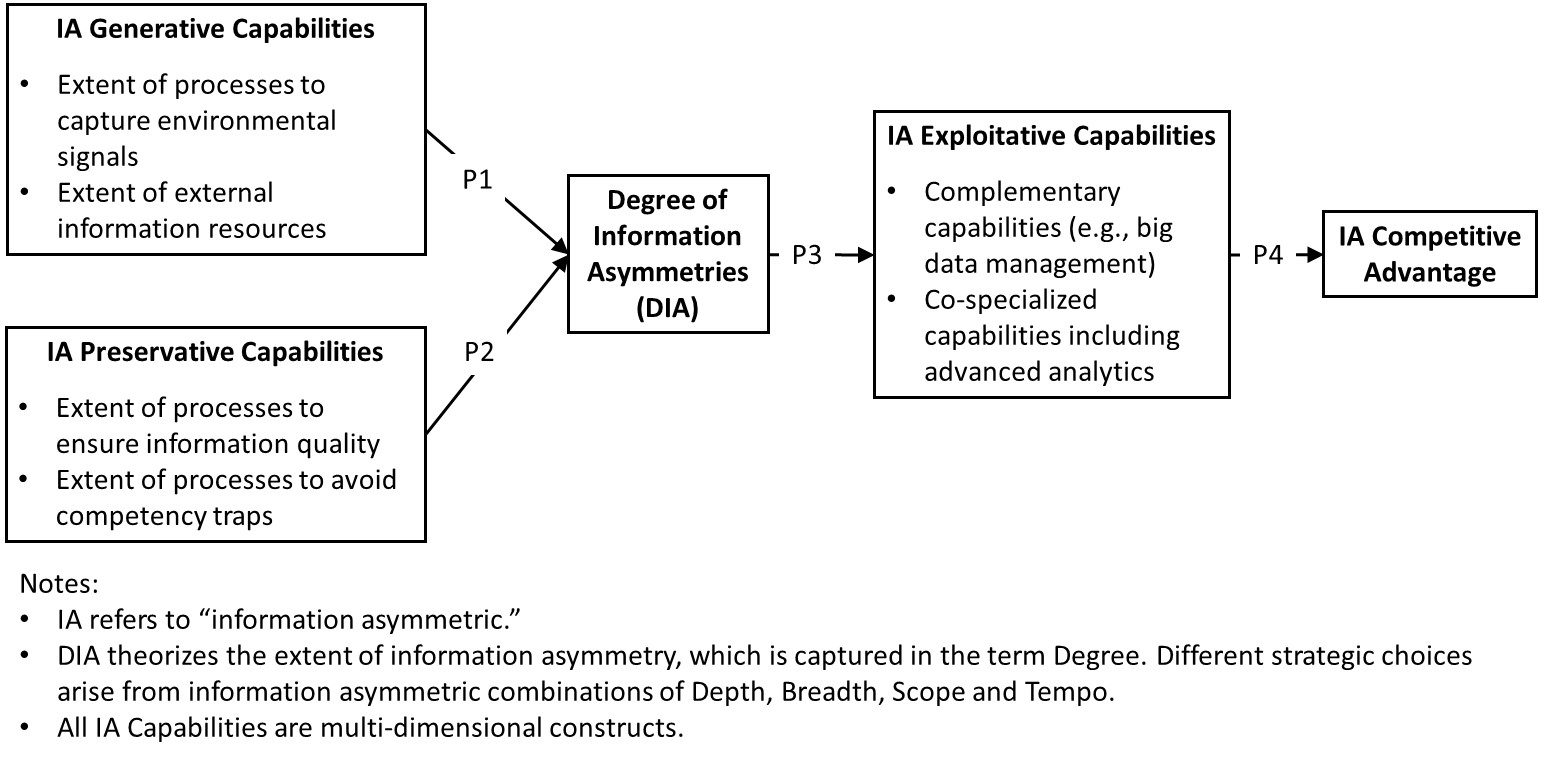 IA Generative Capabilities
• Extent of processes to
capture environmental
signals
• Extent of external
information resources
P1
IA Preservative Capabilities
• Extent of processes to
ensure information quality
• Extent of processes to avoid
competency traps
P2
Degree of
Information
Asymmetries
(DIA)
P3
IA Exploitative Capabilities
• Complementary
capabilities (e.g., big
data management)
• Co-specialized
capabilities including
advanced analytics
P4
IA Competitive
Advantage
Notes:
• IA refers to “information asymmetric.”
• DIA theorizes the extent of information asymmetry, which is captured in the term Degree. Different strategic choices
arise from information asymmetric combinations of Depth, Breadth, Scope and Tempo.
• All IA Capabilities are multi-dimensional constructs.